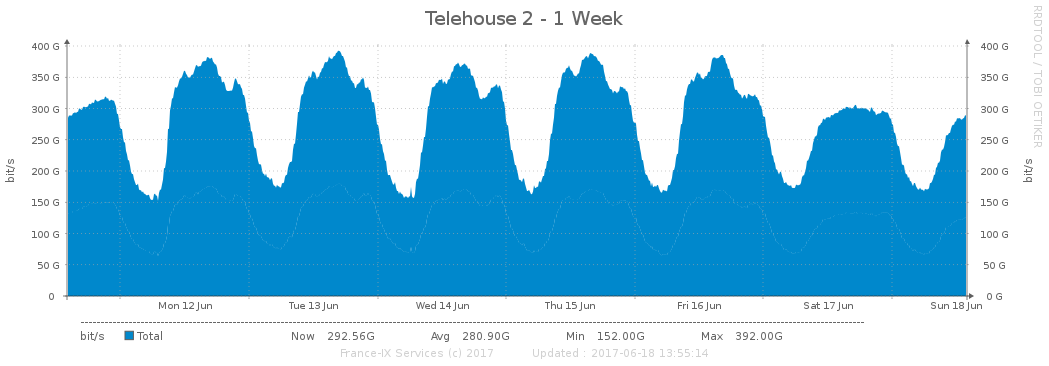 Telehouse 2 - 1 Week
RRDTOOL / TOBI OETIKER
bit/s
400 G 400 G
350 G 350 G
300 G 300 G
250 G 250 G
200 G 200 G
150 G 150 G
100 G 100 G
50 G 50 G
0 0 G
bit/s
Mon 12 Jun Tue 13 Jun Wed 14 Jun Thu 15 Jun Fri 16 Jun Sat 17 Jun Sun 18 Jun
bit/s Total Now 292.56G Avg 280.90G Min 152.00G Max 392.00G
France-IX Services (c) 2017 Updated : 2017-06-18 13:55:14